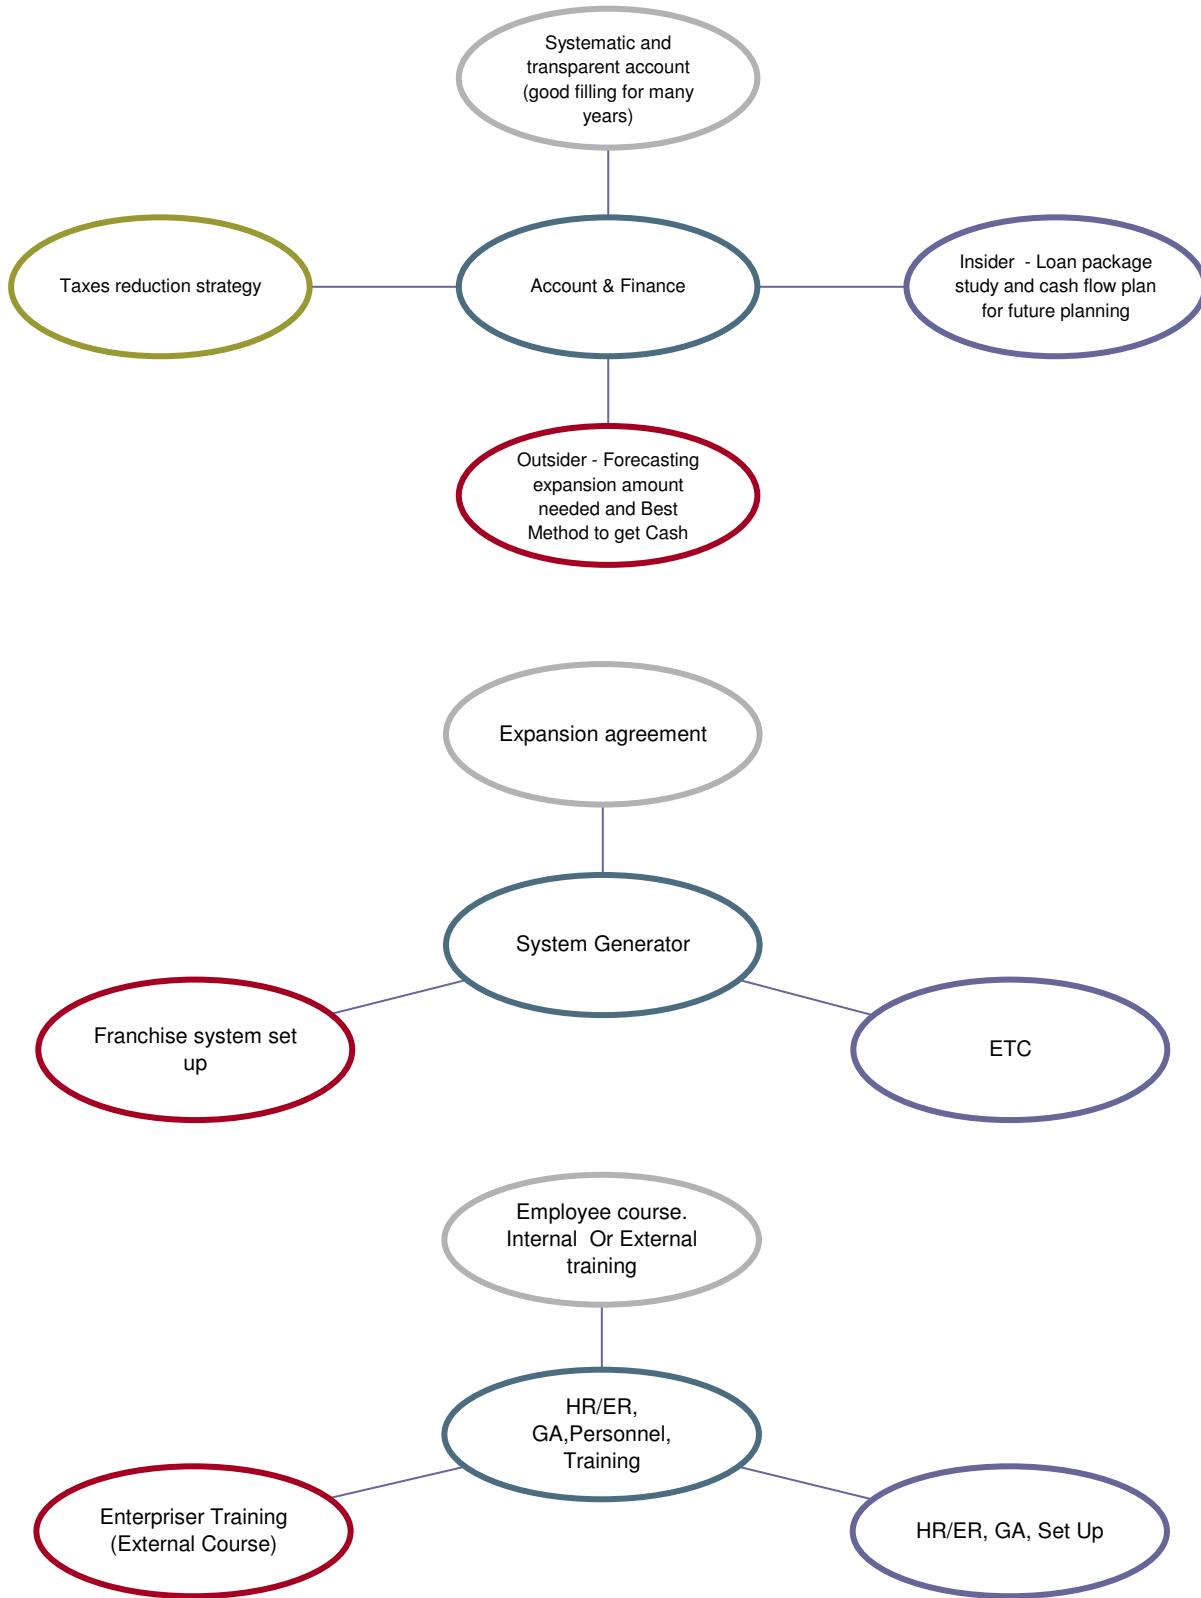 Systematic and
transparent account
(good filling for many
years)
Taxes reduction strategy
Account & Finance
Insider  - Loan package
study and cash flow plan
for future planning
Outsider - Forecasting
expansion amount
needed and Best
Method to get Cash
Expansion agreement
System Generator
Franchise system set
up
ETC
Employee course.
Internal  Or External
training
HR/ER,
GA,Personnel,
Training
Enterpriser Training
(External Course)
HR/ER, GA, Set Up